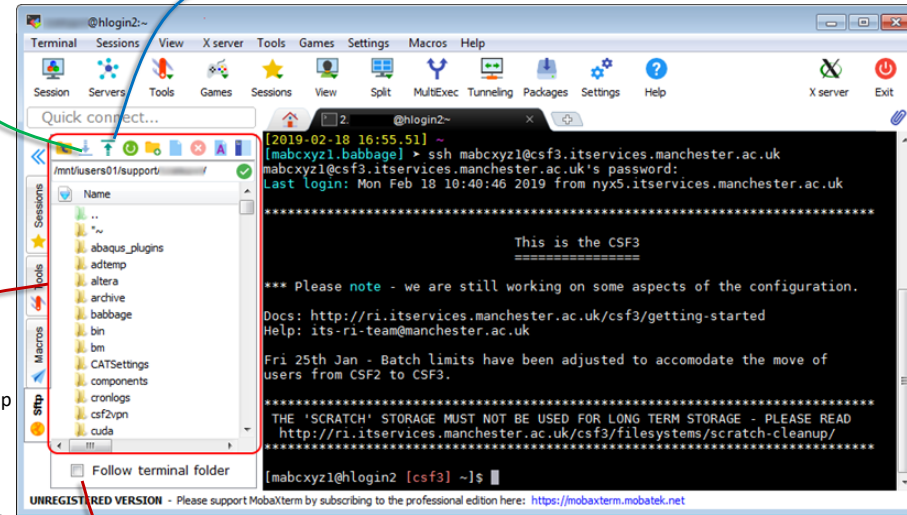 @hlogin2:~
Terminal Sessions View X server Tools Games Settings Macros Help
Session Servers Tools Games Sessions View Split MultiExec Tunneling Packages Settings Help X server Exit
Quick connect...
2. @hlogin2:~
/mnt/iusers01/support/ /
Name
..
"~
abaqus_plugins
adtemp
altera
archive
babbage
bin
bm
CATSettings
components
cronlogs
csf2vpn
cuda
Follow terminal folder
Sessions
Tools
Macros
Sftp
p
[2019-02-18 16:55.51] ~
[mabcxyz1.babbage] ➤ ssh mabcxyz1@csf3.itservices.manchester.ac.uk
mabcxyz1@csf3.itservices.manchester.ac.uk's password:
Last login: Mon Feb 18 10:40:46 2019 from nyx5.itservices.manchester.ac.uk
This is the CSF3
================
*** Please note - we are still working on some aspects of the configuration.
Docs: http://ri.itservices.manchester.ac.uk/csf3/getting-started
Help: its-ri-team@manchester.ac.uk
Fri 25th Jan - Batch limits have been adjusted to accomodate the move of
users from CSF2 to CSF3.
THE 'SCRATCH' STORAGE MUST NOT BE USED FOR LONG TERM STORAGE - PLEASE READ
http://ri.itservices.manchester.ac.uk/csf3/filesystems/scratch-cleanup/
[mabcxyz1@hlogin2 [csf3] ~]$
UNREGISTERED VERSION - Please support MobaXterm by subscribing to the professional edition here: https://mobaxterm.mobatek.net